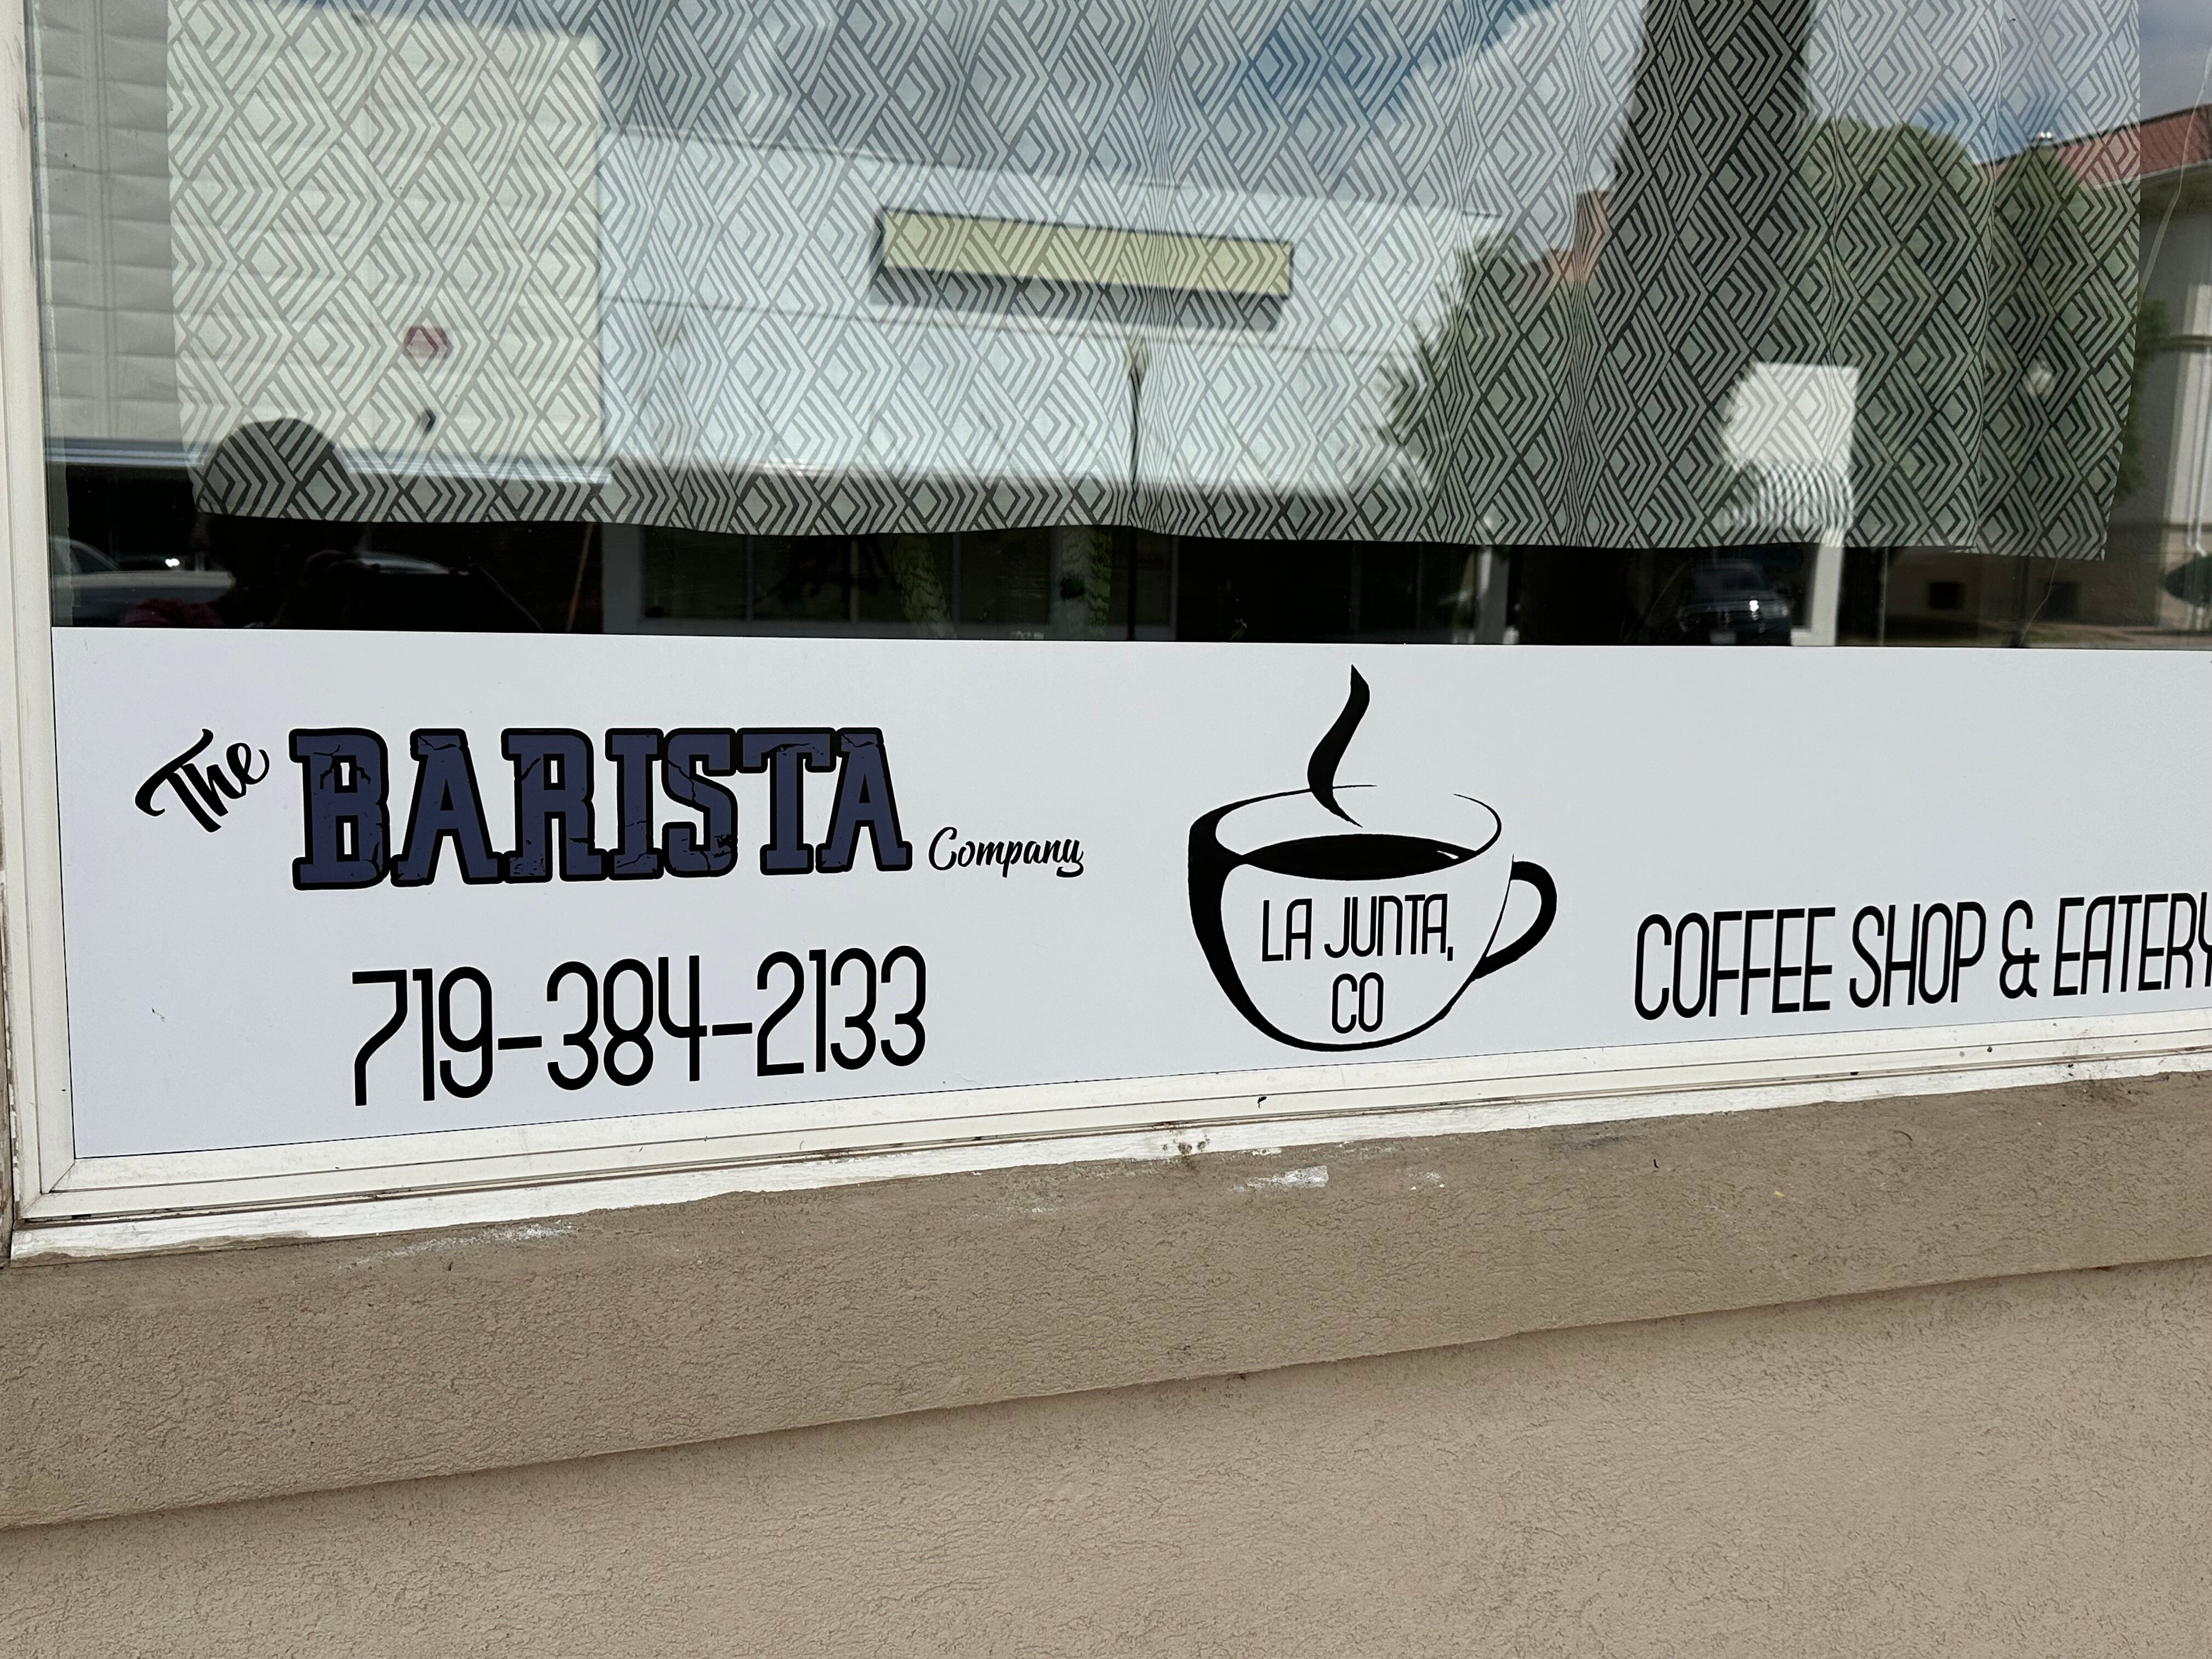 The BARISTA Company
719-384-2133
LA JUNTA,
CO
COFFEE SHOP & EATERY